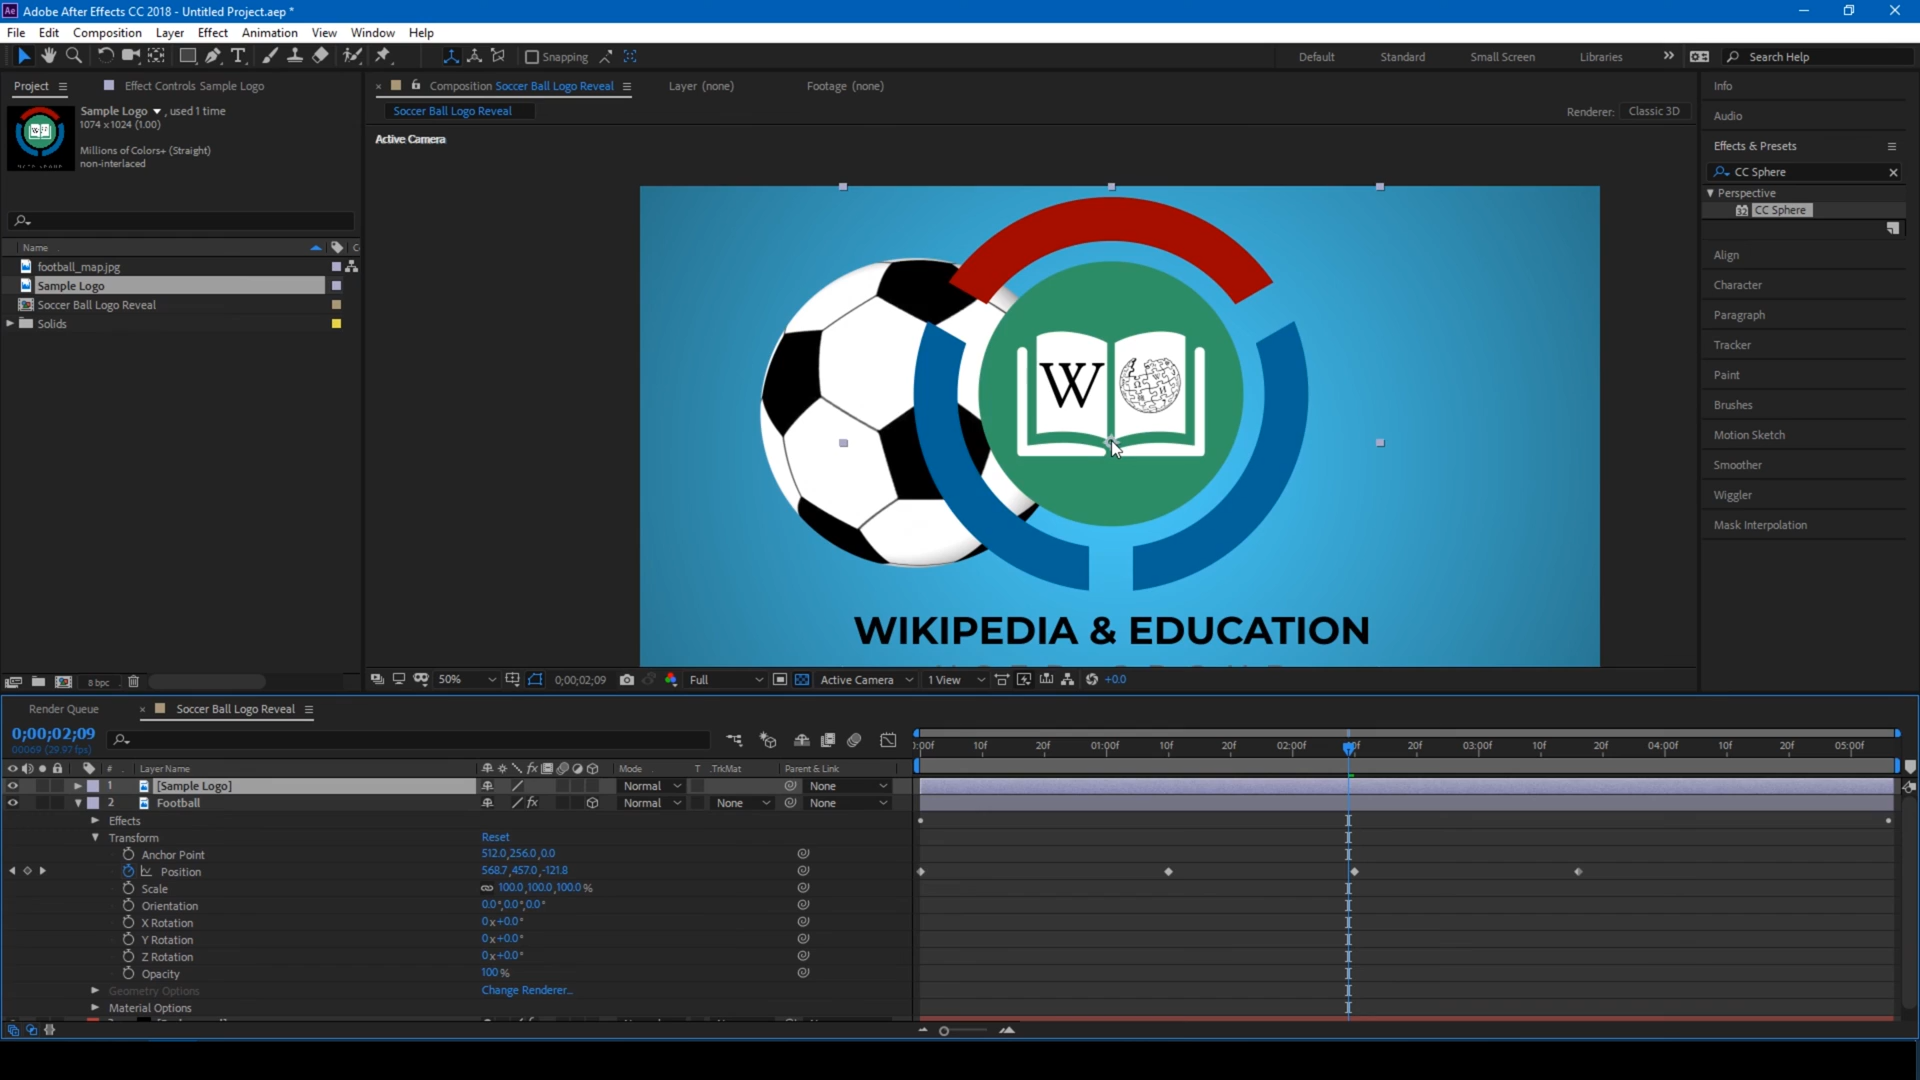 Adobe After Effects CC 2018 - Untitled Project.aep *
File Edit Composition Layer Effect Animation View Window Help
Snapping
Default Standard Small Screen Libraries
Search Help
Project Effect Controls Sample Logo
Sample Logo , used 1 time
1074 x 1024 (1.00)
Millions of Colors+ (Straight)
non-interlaced
Name
football_map.jpg
Sample Logo
Soccer Ball Logo Reveal
Solids
8 bpc
Composition Soccer Ball Logo Reveal
Layer (none)
Footage (none)
Soccer Ball Logo Reveal
Renderer: Classic 3D
Active Camera
W
WIKIPEDIA & EDUCATION
50%
0;00;02;09
Full
Active Camera
1 View
+0.0
Info
Audio
Effects & Presets
CC Sphere
Perspective
CC Sphere
Align
Character
Paragraph
Tracker
Paint
Brushes
Motion Sketch
Smoother
Wiggler
Mask Interpolation
Render Queue
Soccer Ball Logo Reveal
0;00;02;09
00069 (29.97 fps)
# Layer Name
Mode T .TrkMat Parent & Link
1 [Sample Logo] Normal None
2 Football Normal None None
Effects
Transform Reset
Anchor Point 512.0,256.0,0.0
Position 568.7,457.0,-121.8
Scale 100.0,100.0,100.0%
Orientation 0.0°,0.0°,0.0°
X Rotation 0x+0.0°
Y Rotation 0x+0.0°
Z Rotation 0x+0.0°
Opacity 100%
Geometry Options Change Renderer...
Material Options
:00f 10f 20f 01:00f 10f 20f 02:00f 10f 20f 03:00f 10f 20f 04:00f 10f 20f 05:00f